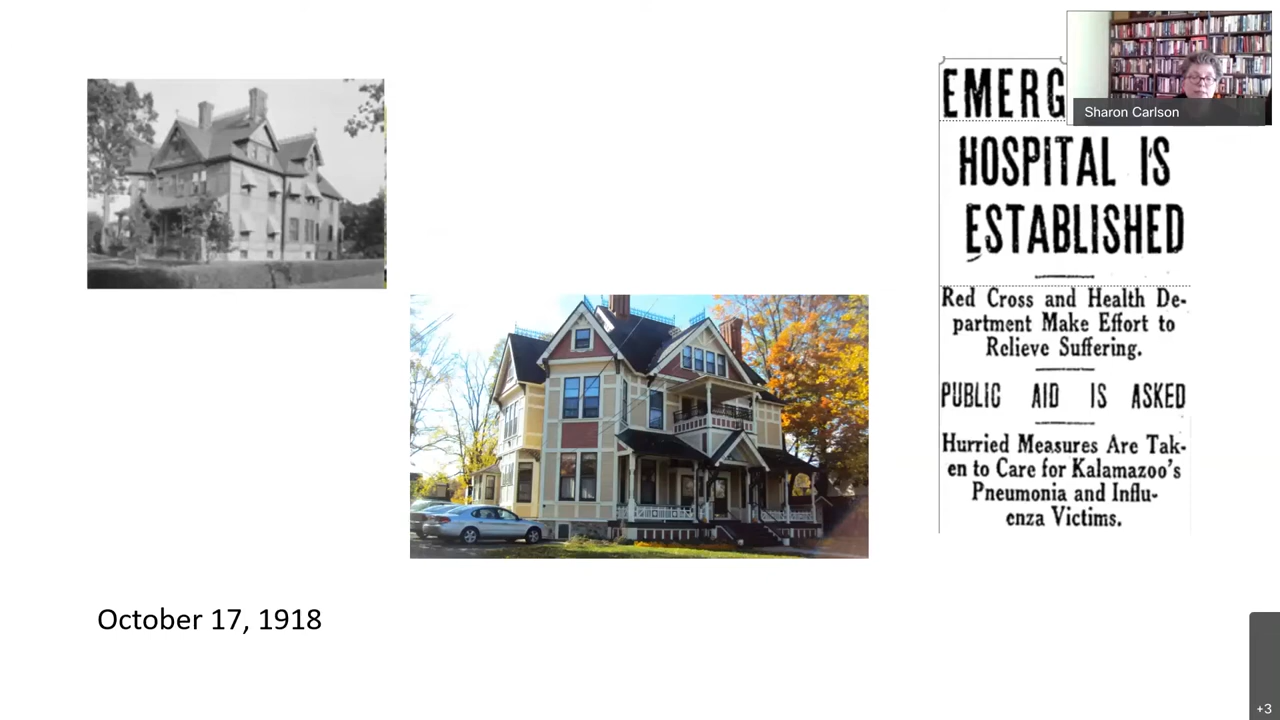 EMERG
Sharon Carlson
HOSPITAL IS
ESTABLISHED
Red Cross and Health De-
partment Make Effort to
Relieve Suffering.
PUBLIC AID IS ASKED
Hurried Measures Are Tak-
en to Care for Kalamazoo's
Pneumonia and Influ-
enza Victims.
October 17, 1918
+3